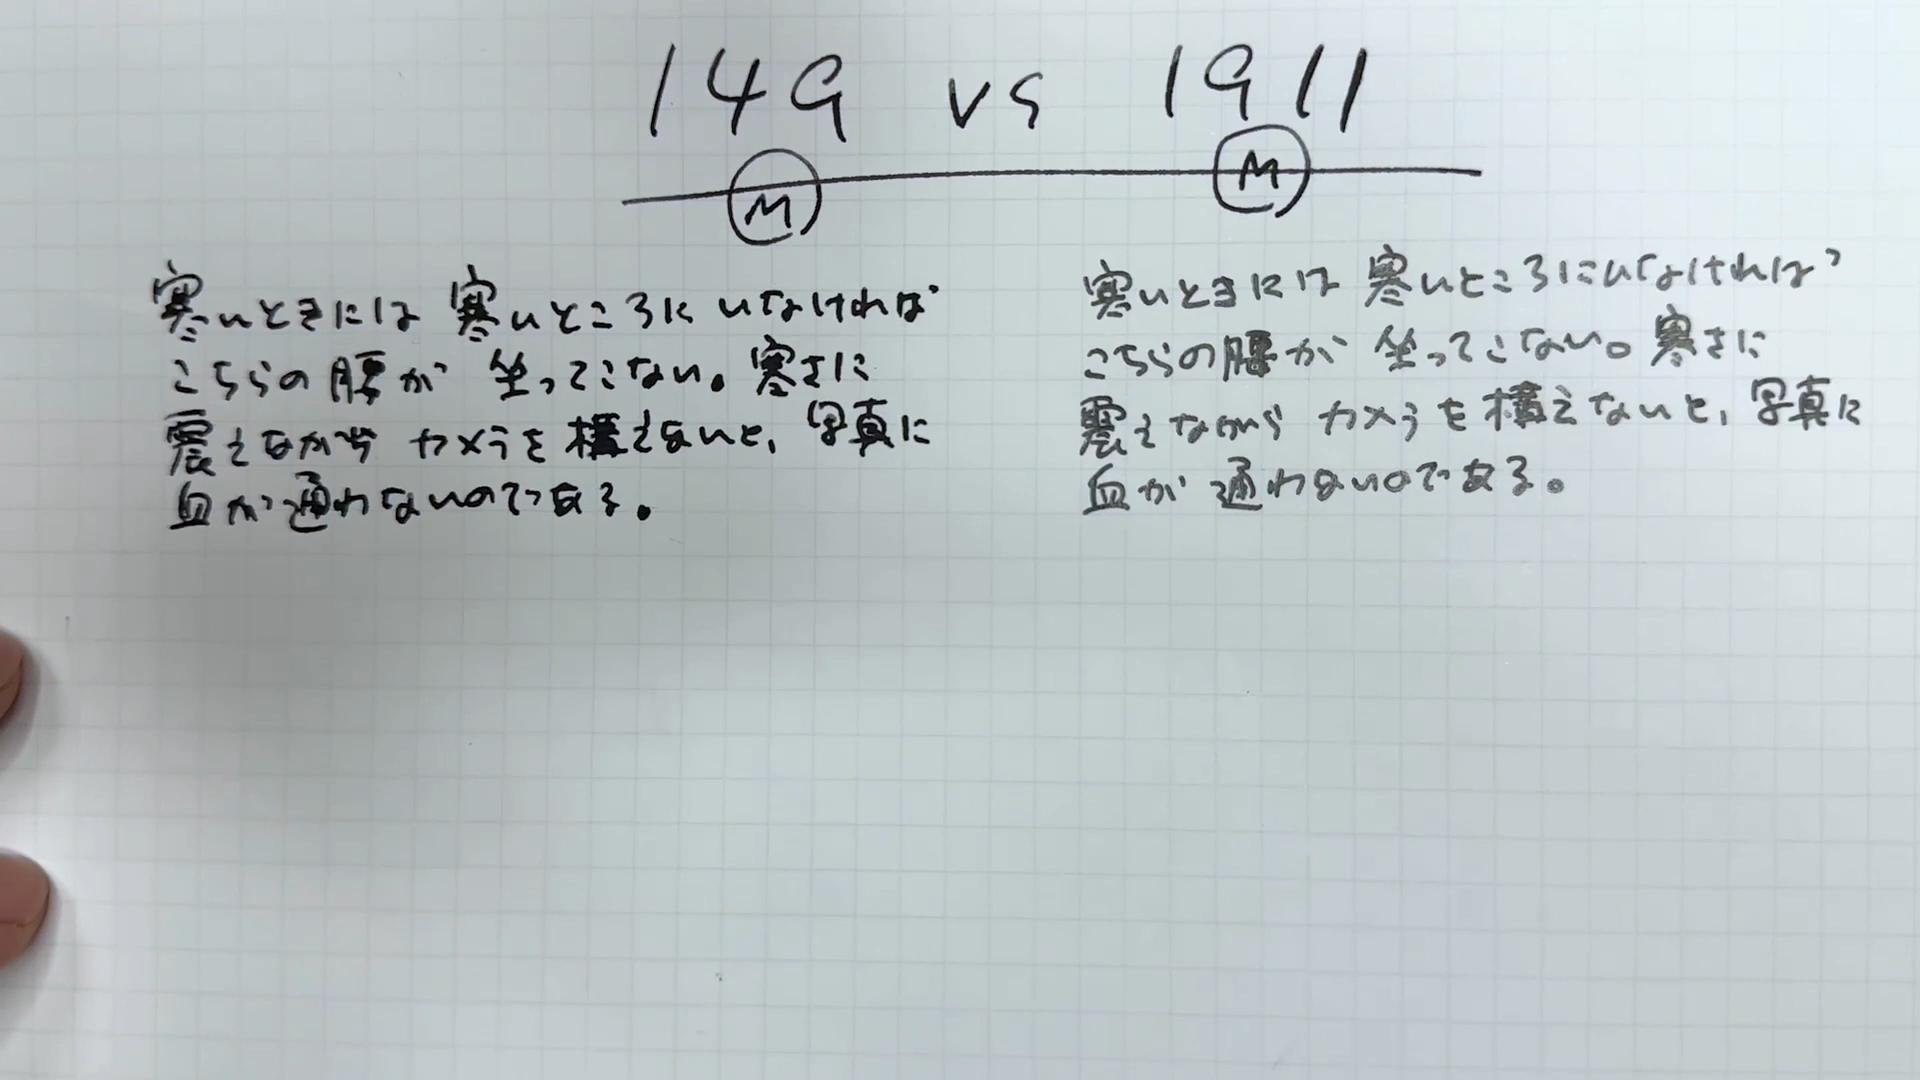 149 vs 1911
M M
寒いときには 寒いところに いなければ
こちらの腰が 坐ってこない。寒さに
震えながら カメラを構えないと、写真に
血が通わないのである。
寒いときには 寒いところにいなければ
こちらの腰が 坐ってこない。寒さに
震えながら カメラを構えないと、写真に
血が通わないのである。